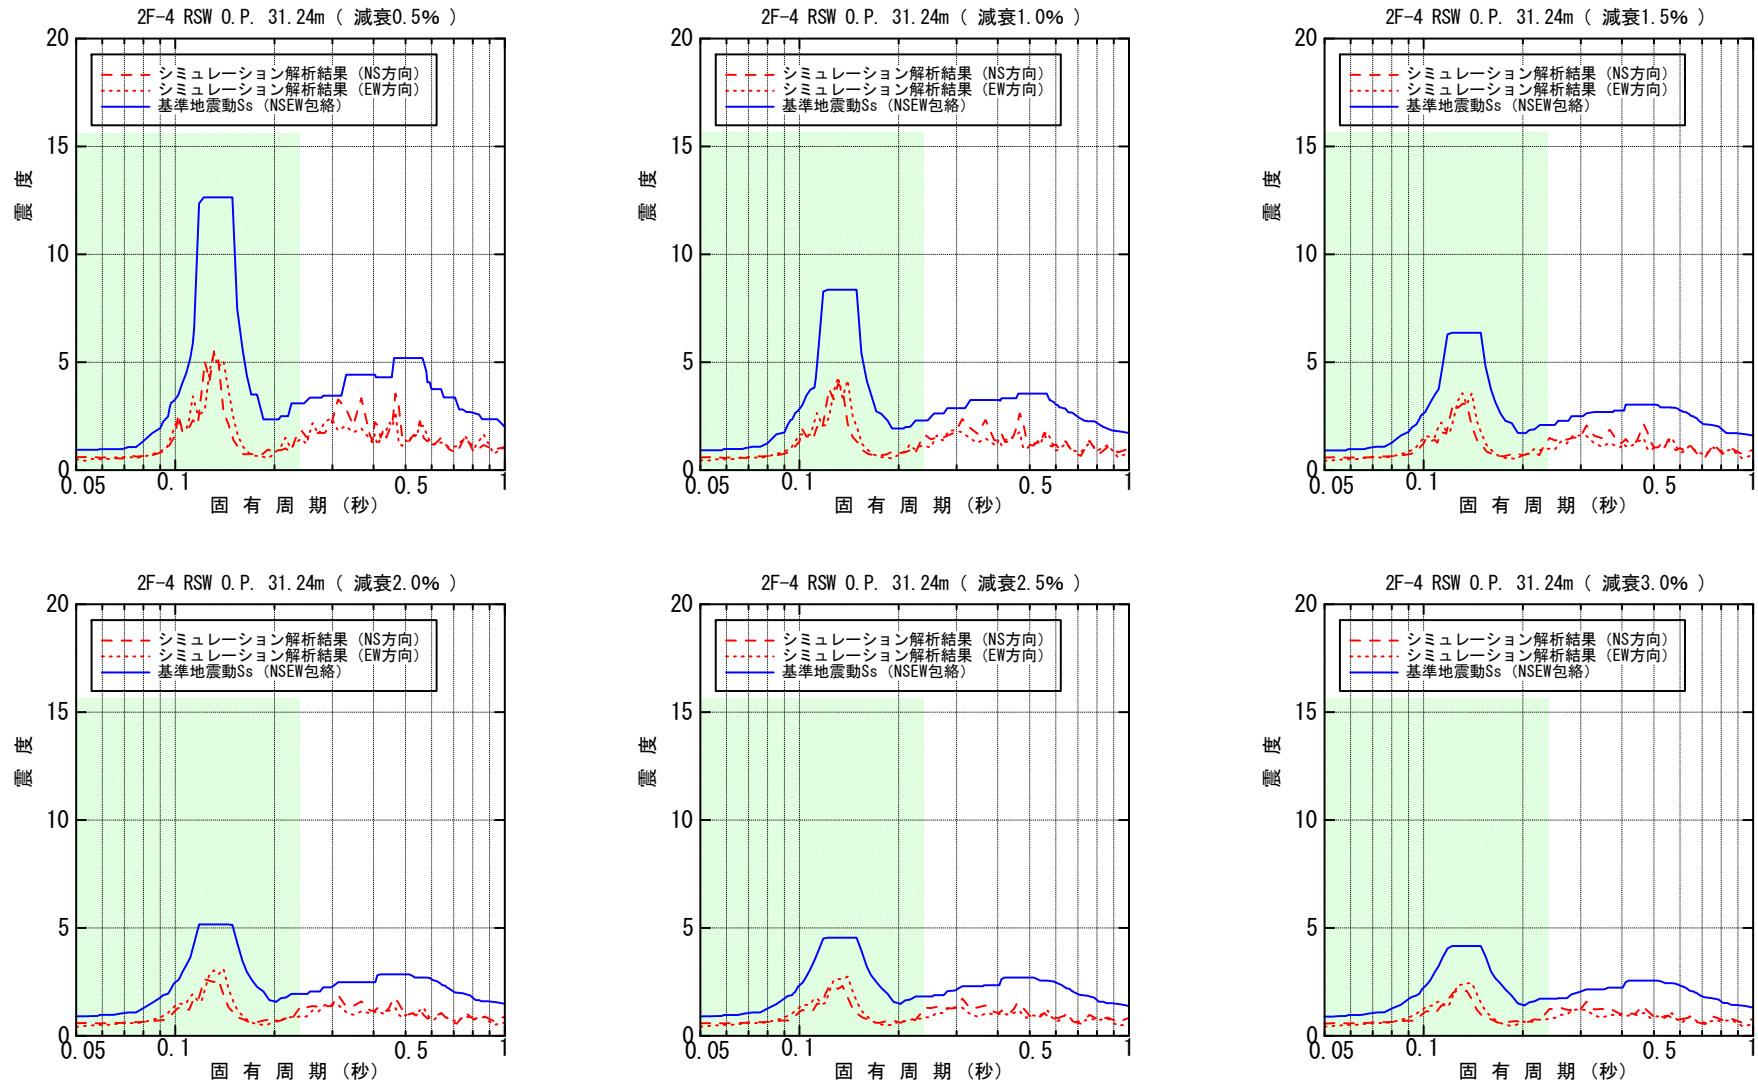 2F-4 RSW O.P. 31.24m ( 減衰0.5% )
シミュレーション解析結果 (NS方向)
シミュレーション解析結果 (EW方向)
基準地震動Ss (NSEW包絡)
20
15
10
5
0
震度
0.05 0.1 0.5 1
固有周期(秒)
2F-4 RSW O.P. 31.24m ( 減衰1.0% )
シミュレーション解析結果 (NS方向)
シミュレーション解析結果 (EW方向)
基準地震動Ss (NSEW包絡)
20
15
10
5
0
震度
0.05 0.1 0.5 1
固有周期(秒)
2F-4 RSW O.P. 31.24m ( 減衰1.5% )
シミュレーション解析結果 (NS方向)
シミュレーション解析結果 (EW方向)
基準地震動Ss (NSEW包絡)
20
15
10
5
0
震度
0.05 0.1 0.5 1
固有周期(秒)
2F-4 RSW O.P. 31.24m ( 減衰2.0% )
シミュレーション解析結果 (NS方向)
シミュレーション解析結果 (EW方向)
基準地震動Ss (NSEW包絡)
20
15
10
5
0
震度
0.05 0.1 0.5 1
固有周期(秒)
2F-4 RSW O.P. 31.24m ( 減衰2.5% )
シミュレーション解析結果 (NS方向)
シミュレーション解析結果 (EW方向)
基準地震動Ss (NSEW包絡)
20
15
10
5
0
震度
0.05 0.1 0.5 1
固有周期(秒)
2F-4 RSW O.P. 31.24m ( 減衰3.0% )
シミュレーション解析結果 (NS方向)
シミュレーション解析結果 (EW方向)
基準地震動Ss (NSEW包絡)
20
15
10
5
0
震度
0.05 0.1 0.5 1
固有周期(秒)